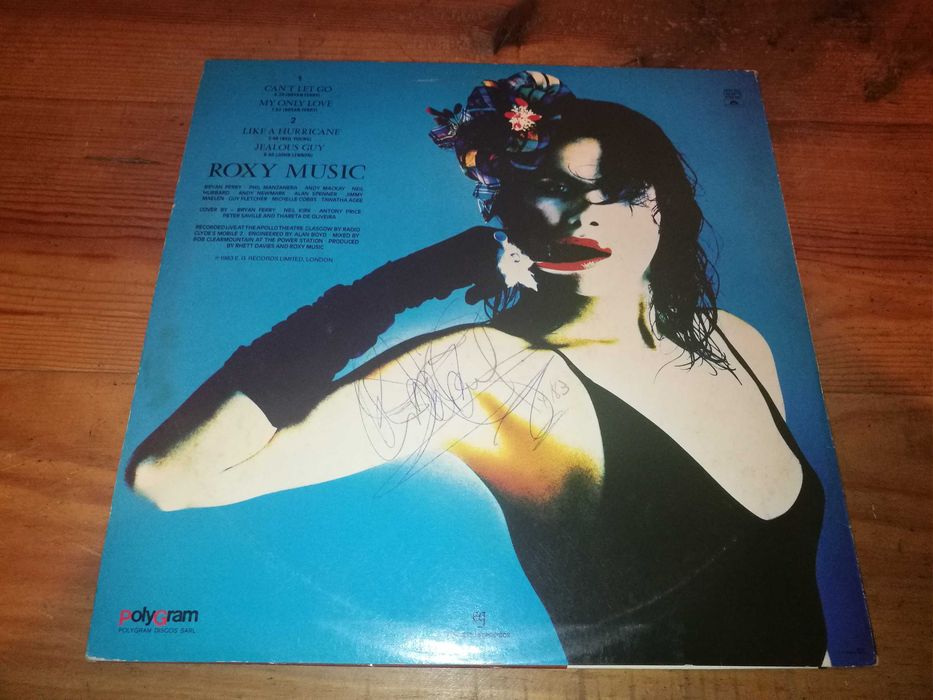 1
CAN'T LET GO
MY ONLY LOVE
2
LIKE A HURRICANE
JEALOUS GUY
ROXY MUSIC
BRYAN FERRY PHIL MANZANERA ANDY MACKAY NEIL
HUBBARD ANDY NEWMARK ALAN SPENNER JIMMY
MAELEN GUY FLETCHER MICHELLE COBBS TAWATHA AGEE
COVER BY – BRYAN FERRY NEIL KIRK ANTONY PRICE
PETER SAVILLE AND THARETA DE OLIVEIRA
RECORDED LIVE AT THE APOLLO THEATRE, GLASGOW BY RADIO
CLYDE'S MOBILE 2. ENGINEERED BY ALAN BOYD MIXED BY
BOB CLEARMOUNTAIN AT THE POWER STATION PRODUCED
BY RHETT DAVIES AND ROXY MUSIC
℗ 1983 E.G. RECORDS LIMITED, LONDON
83
PolyGram
POLYGRAM DISCOS SARL
eg